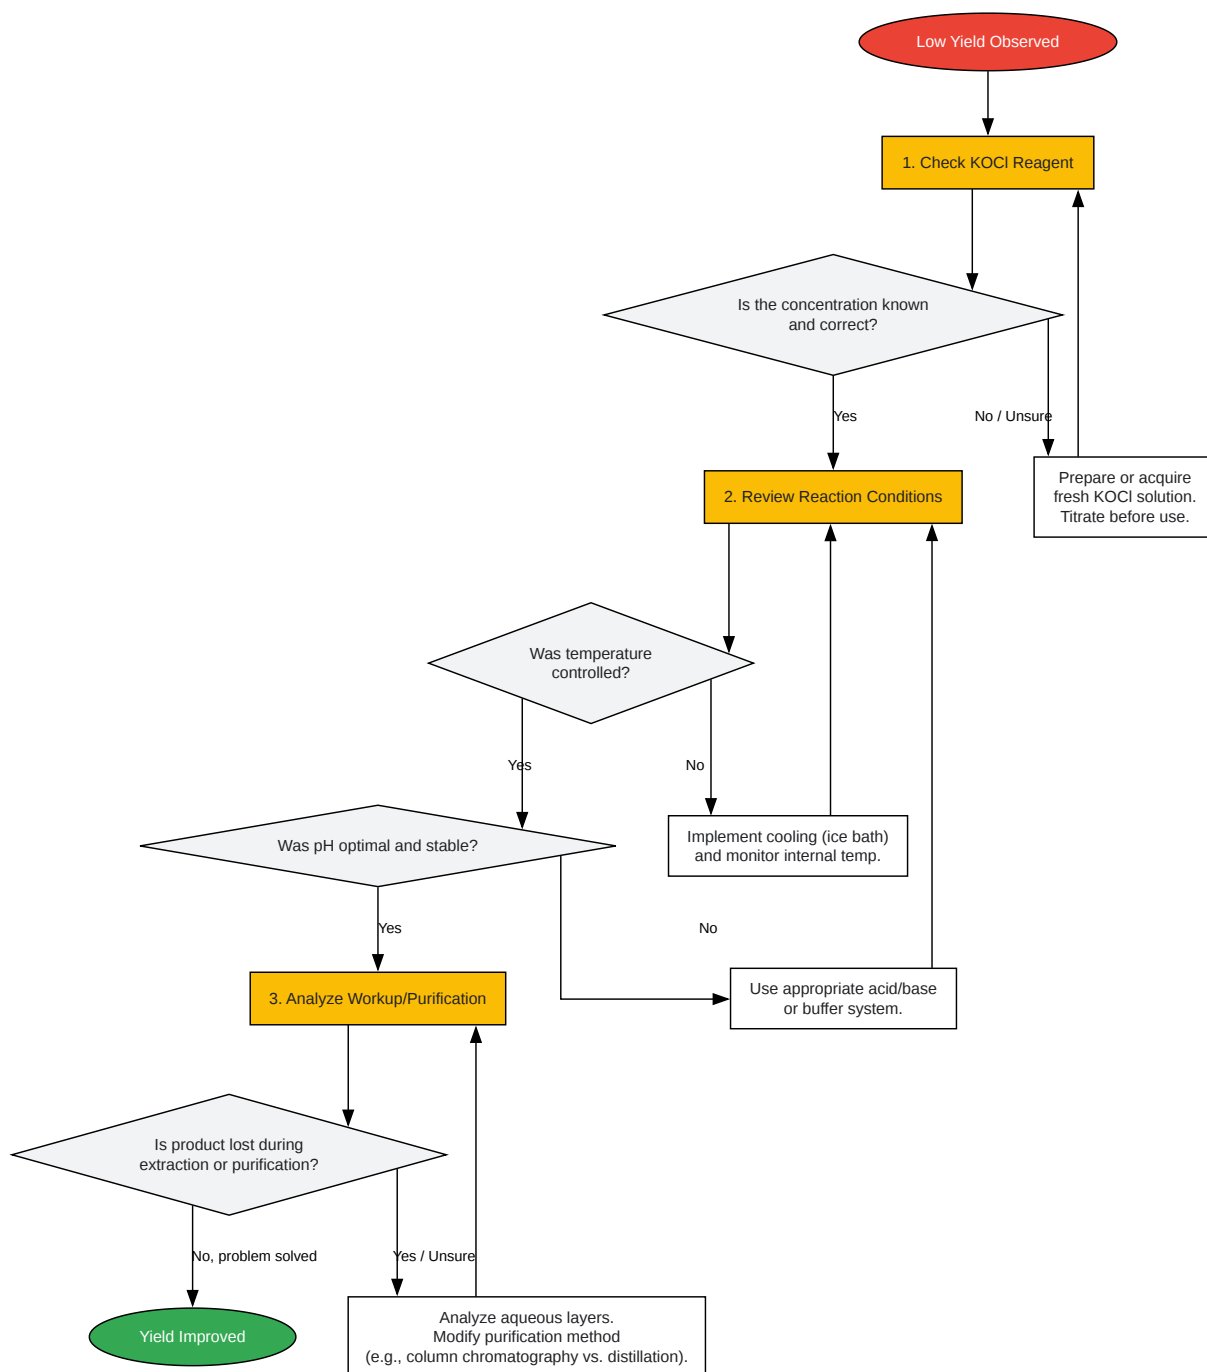 Low Yield Observed
1. Check KOCl Reagent
Is the concentration known
and correct?
Yes
No / Unsure
Prepare or acquire
fresh KOCl solution.
Titrate before use.
2. Review Reaction Conditions
Was temperature
controlled?
Yes
No
Implement cooling (ice bath)
and monitor internal temp.
Was pH optimal and stable?
Yes
No
Use appropriate acid/base
or buffer system.
3. Analyze Workup/Purification
Is product lost during
extraction or purification?
No, problem solved
Yes / Unsure
Yield Improved
Analyze aqueous layers.
Modify purification method
(e.g., column chromatography vs. distillation).